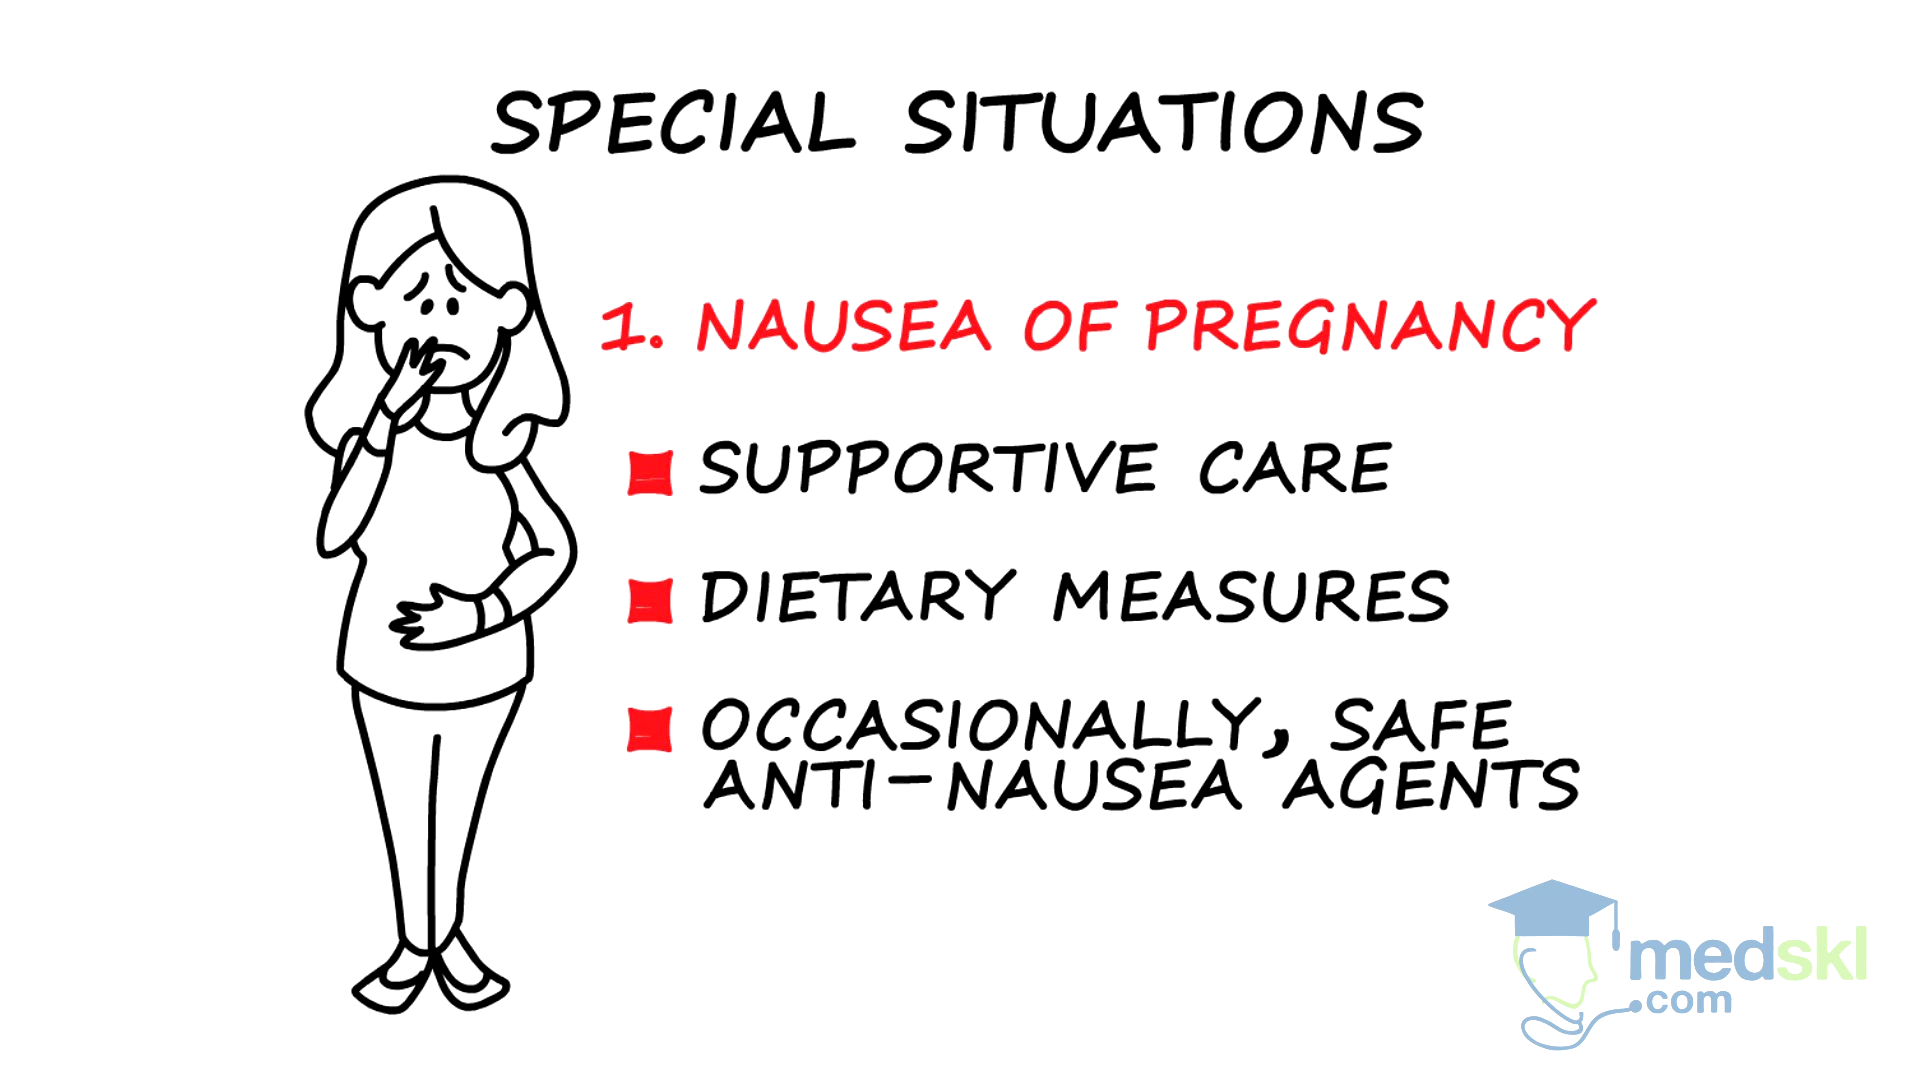 SPECIAL SITUATIONS
1. NAUSEA OF PREGNANCY
SUPPORTIVE CARE
DIETARY MEASURES
OCCASIONALLY, SAFE
ANTI-NAUSEA AGENTS
medskl
.com